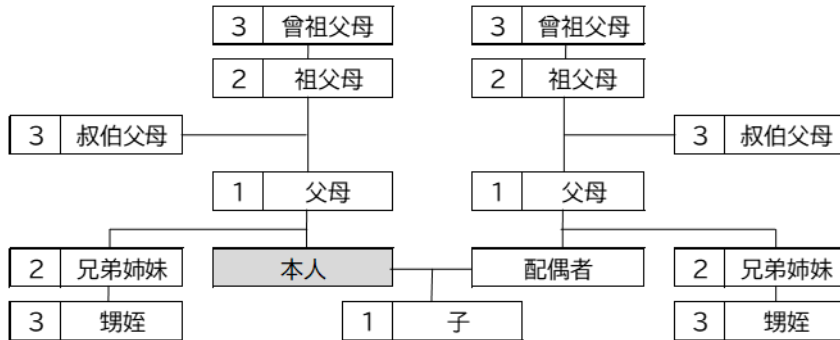 3 曾祖父母 3 曾祖父母
2 祖父母 2 祖父母
3 叔伯父母 3 叔伯父母
1 父母 1 父母
2 兄弟姉妹 本人 配偶者 2 兄弟姉妹
3 甥姪 1 子 3 甥姪